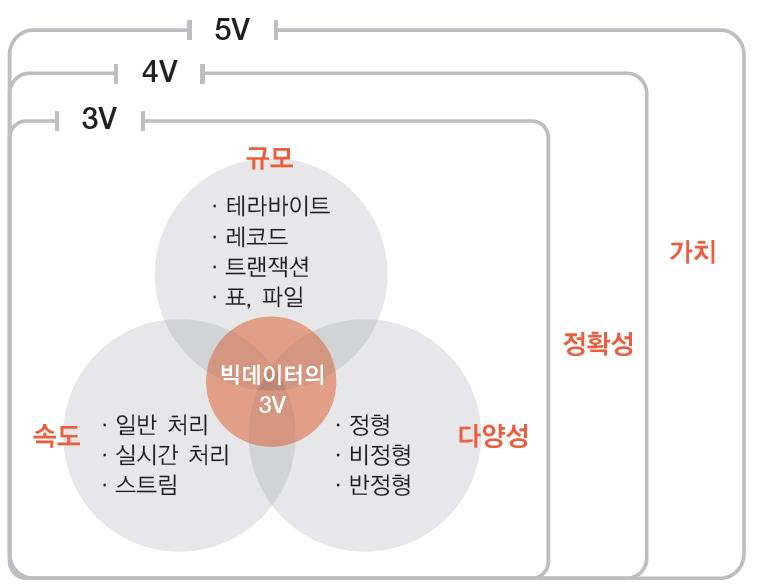 5V
4V
3V
규모
· 테라바이트
· 레코드
· 트랜잭션
· 표, 파일
가치
정확성
빅데이터의
3V
속도
· 일반 처리
· 실시간 처리
· 스트림
· 정형
· 비정형
· 반정형
다양성